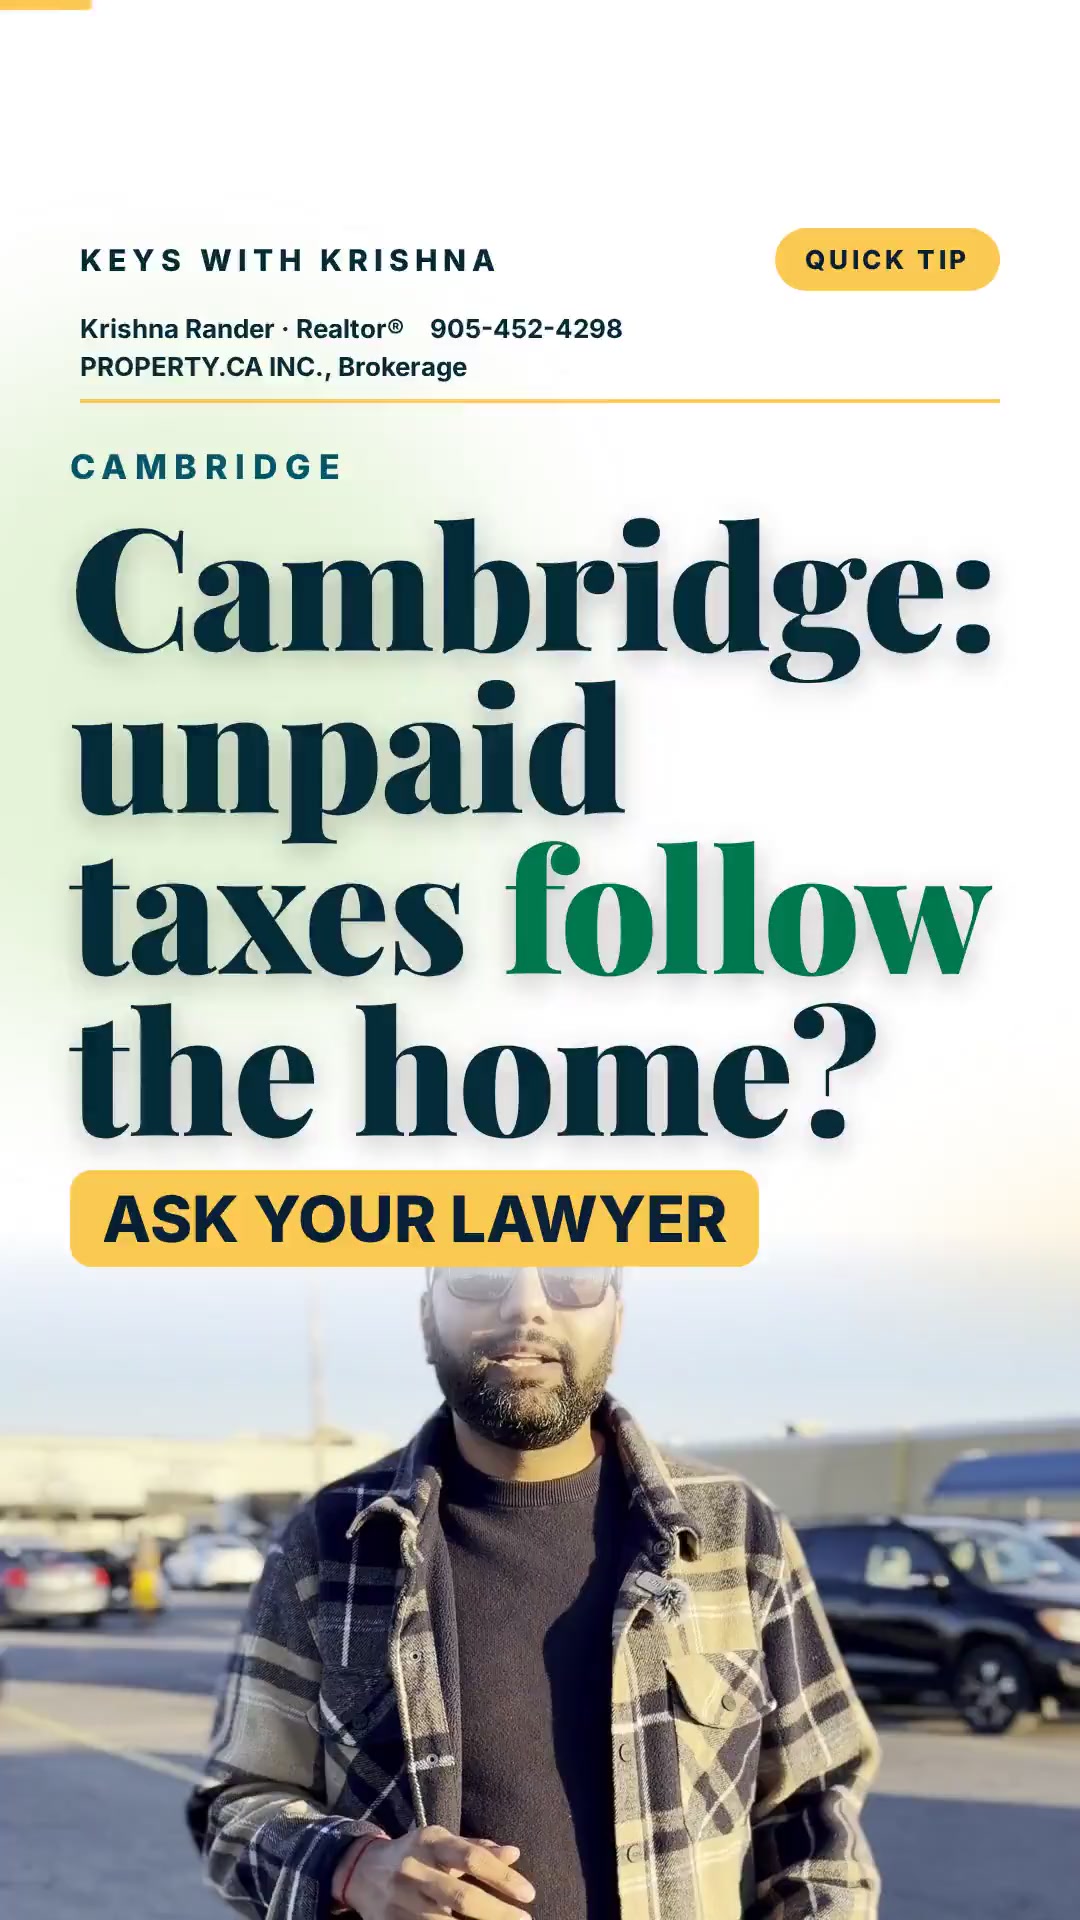 KEYS WITH KRISHNA
QUICK TIP
Krishna Rander · Realtor® 905-452-4298
PROPERTY.CA INC., Brokerage
CAMBRIDGE
Cambridge:
unpaid
taxes follow
the home?
ASK YOUR LAWYER